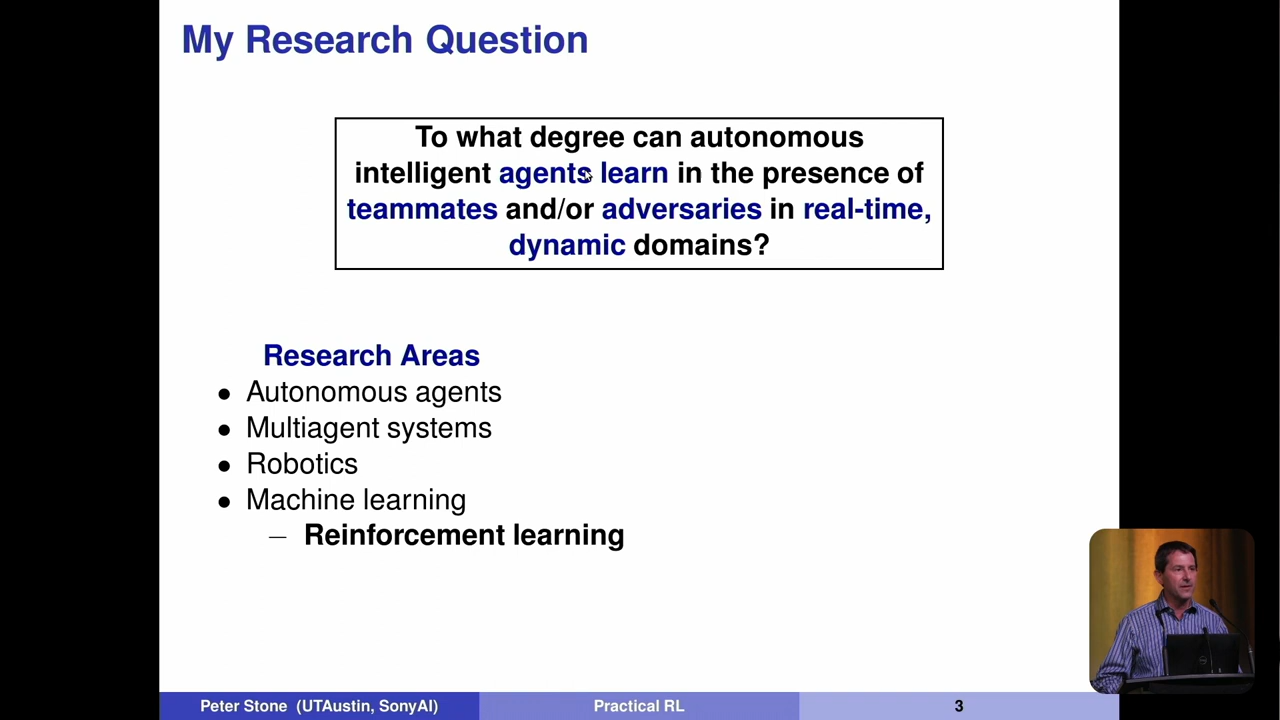 My Research Question
To what degree can autonomous
intelligent agents learn in the presence of
teammates and/or adversaries in real-time,
dynamic domains?
Research Areas
• Autonomous agents
• Multiagent systems
• Robotics
• Machine learning
– Reinforcement learning
Peter Stone (UTAustin, SonyAI)
Practical RL
3